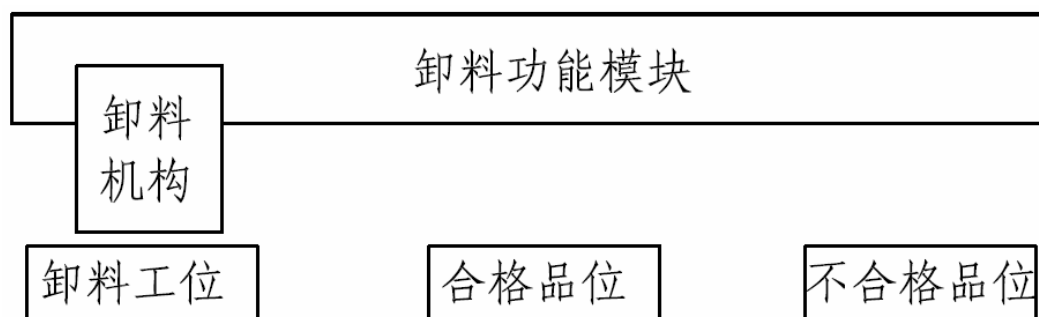 卸料功能模块
卸料
机构
卸料工位
合格品位
不合格品位